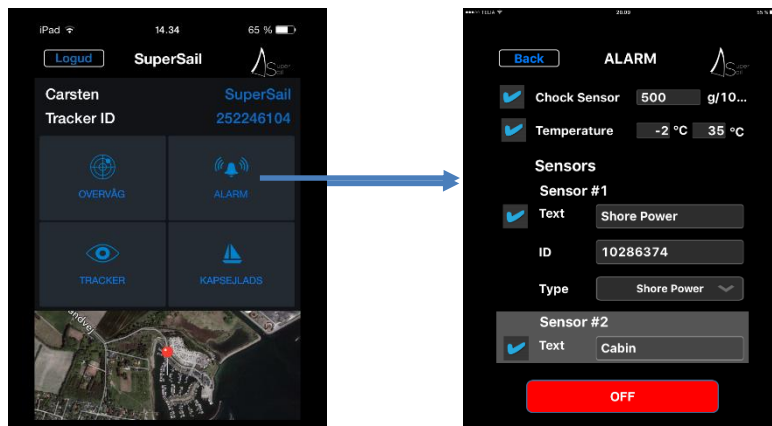 iPad 14.34 65 %
Logud SuperSail
Carsten SuperSail
Tracker ID 252246104
OVERVÅG ALARM
TRACKER KAPSEJLADS
andvej
20.00
Back ALARM
Chock Sensor 500 g/10...
Temperature -2 °C 35 °C
Sensors
Sensor #1
Text Shore Power
ID 10286374
Type Shore Power
Sensor #2
Text Cabin
OFF